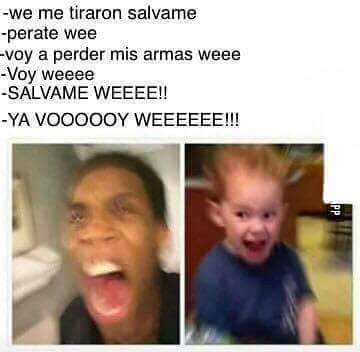 -we me tiraron salvame
-perate wee
-voy a perder mis armas weee
-Voy weeee
-SALVAME WEEEE!!
-YA VOOOOOY WEEEEEE!!!